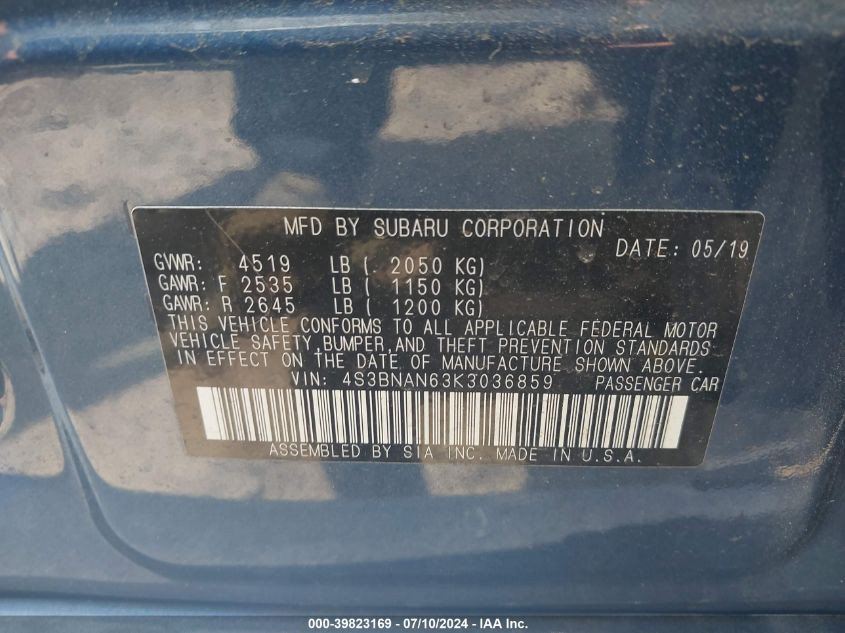 MFD BY SUBARU CORPORATION
DATE: 05/19
GVWR: 4519 LB ( 2050 KG)
GAWR: F 2535 LB ( 1150 KG)
GAWR: R 2645 LB ( 1200 KG)
THIS VEHICLE CONFORMS TO ALL APPLICABLE FEDERAL MOTOR
VEHICLE SAFETY,BUMPER,AND THEFT PREVENTION STANDARDS
IN EFFECT ON THE DATE OF MANUFACTURE SHOWN ABOVE.
VIN: 4S3BNAN63K3036859 PASSENGER CAR
ASSEMBLED BY SIA INC. MADE IN U.S.A.
000-39823169 - 07/10/2024 - IAA Inc.